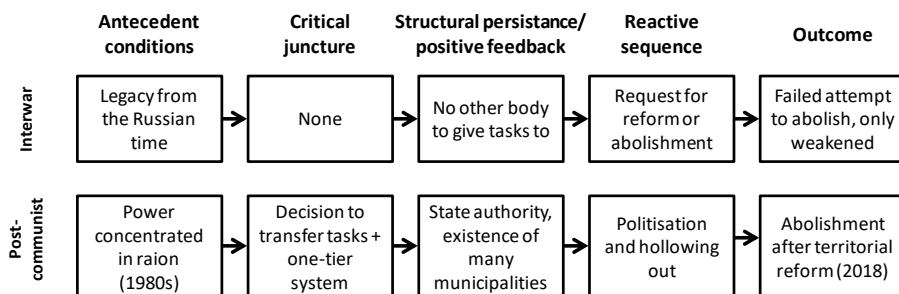 Antecedent
conditions
Critical
juncture
Structural persistance/
positive feedback
Reactive
sequence
Outcome
Interwar
Legacy from
the Russian
time
None
No other body
to give tasks to
Request for
reform or
abolishment
Failed attempt
to abolish, only
weakened
Post-
communist
Power
concentrated
in raion
(1980s)
Decision to
transfer tasks +
one-tier
system
State authority,
existence of
many
municipalities
Politisation
and hollowing
out
Abolishment
after territorial
reform (2018)